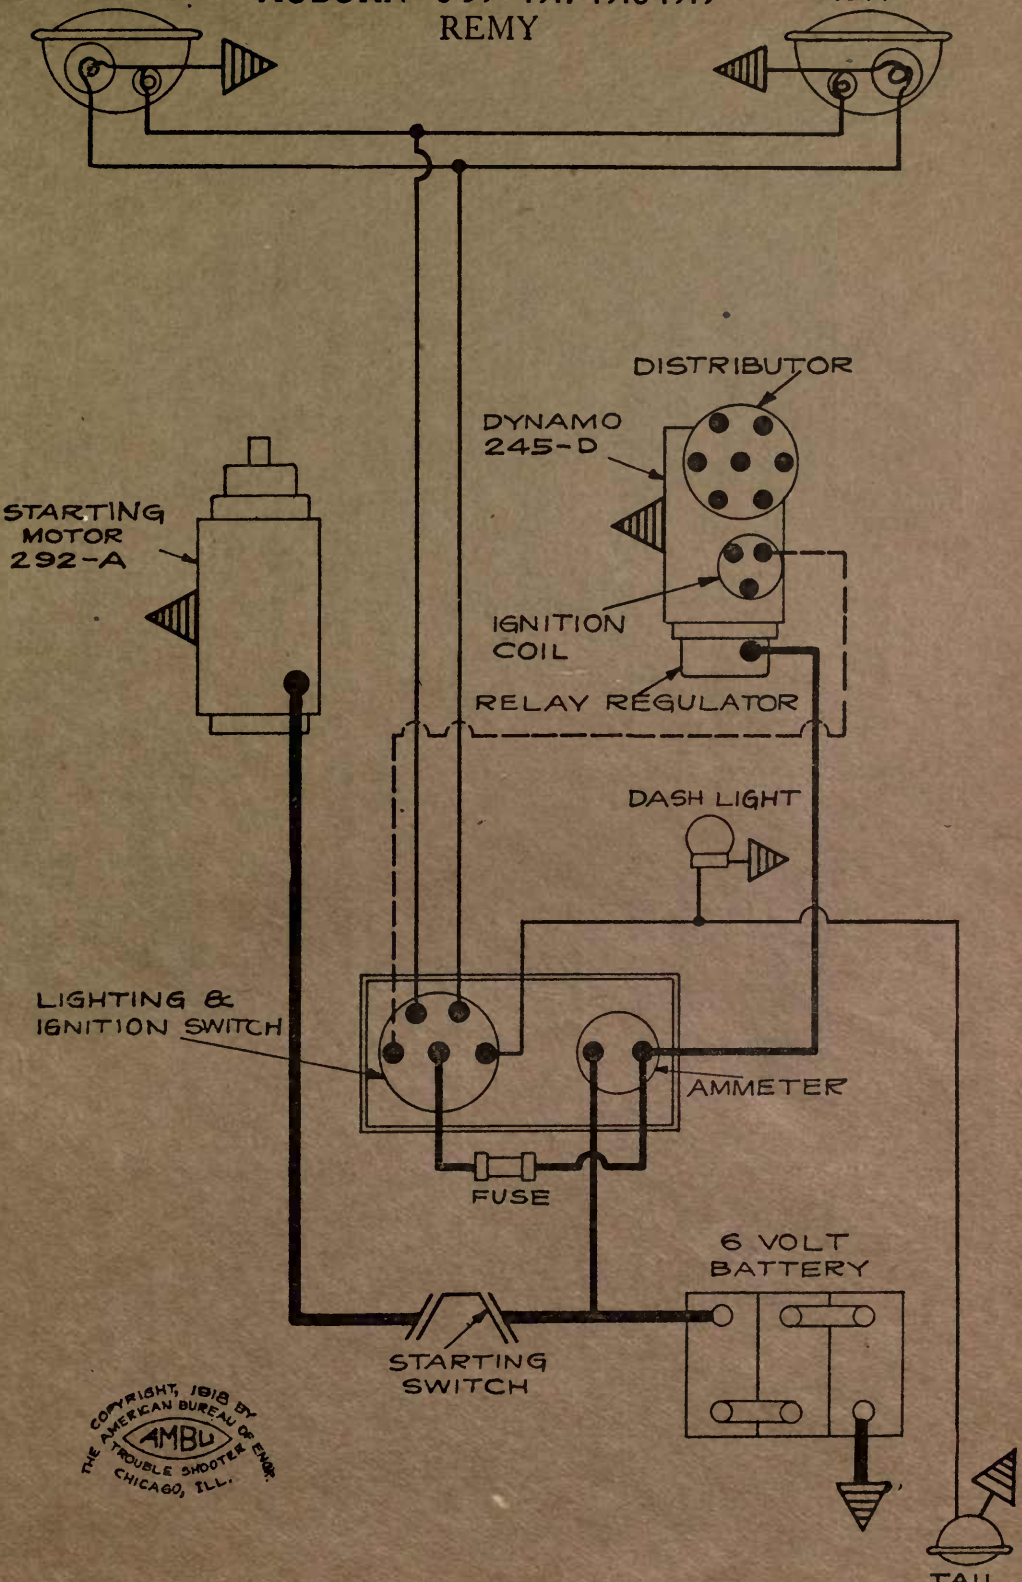 REMY
DISTRIBUTOR
DYNAMO
245-D
STARTING
MOTOR
292-A
IGNITION
COIL
RELAY REGULATOR
DASH LIGHT
LIGHTING &
IGNITION SWITCH
AMMETER
FUSE
6 VOLT
BATTERY
STARTING
SWITCH
COPYRIGHT, 1918 BY
THE AMERICAN BUREAU OF ENGR.
AMBU
TROUBLE SHOOTER
CHICAGO, ILL.